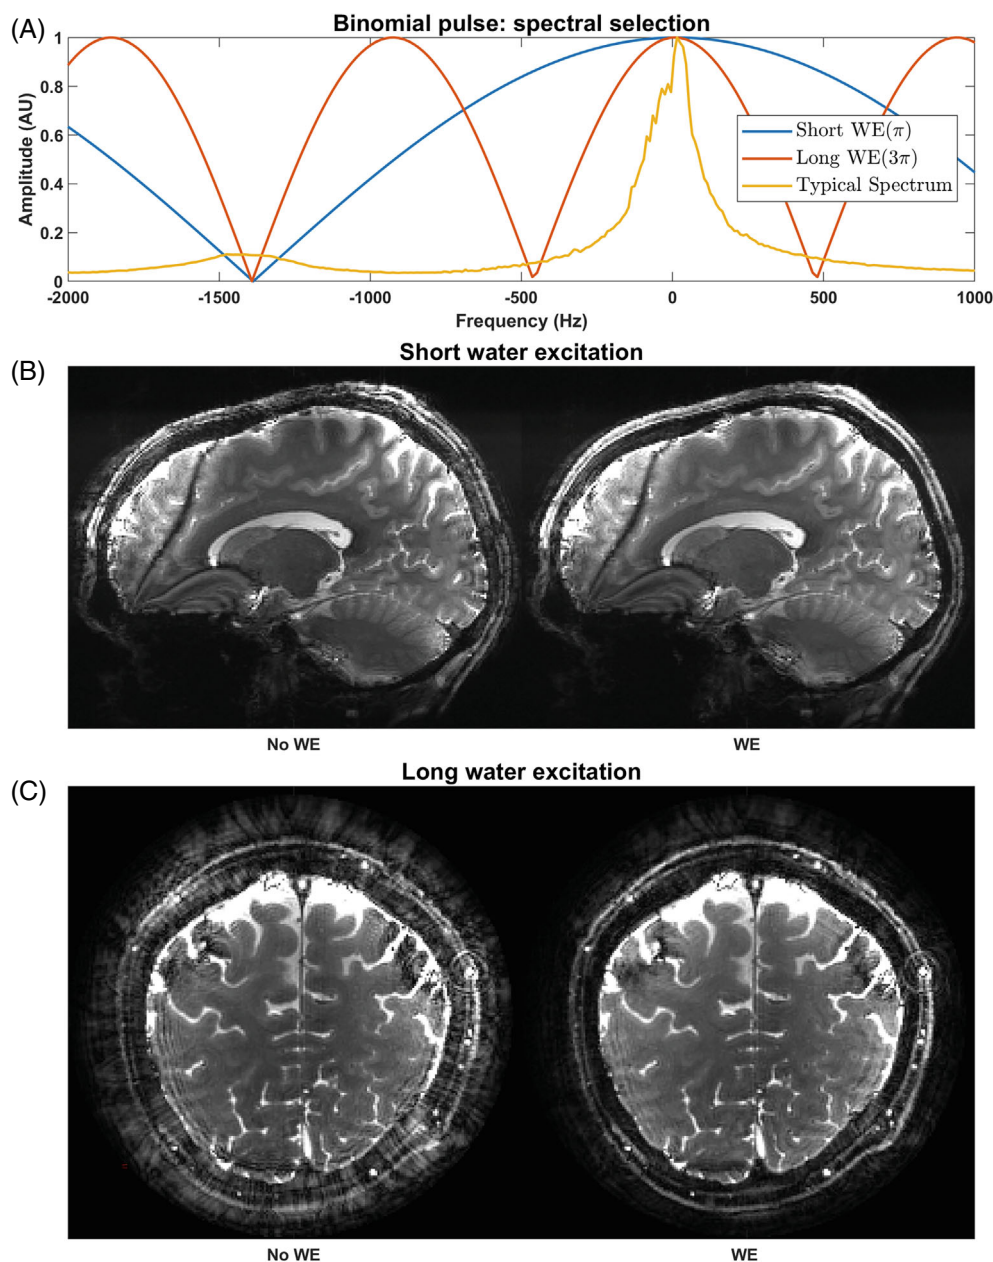 (A)
Binomial pulse: spectral selection
Amplitude (AU)
1
0.8
0.6
0.4
0.2
0
-2000
-1500
-1000
-500
0
500
1000
Frequency (Hz)
Short WE(π)
Long WE(3π)
Typical Spectrum
(B)
Short water excitation
No WE
WE
(C)
Long water excitation
No WE
WE